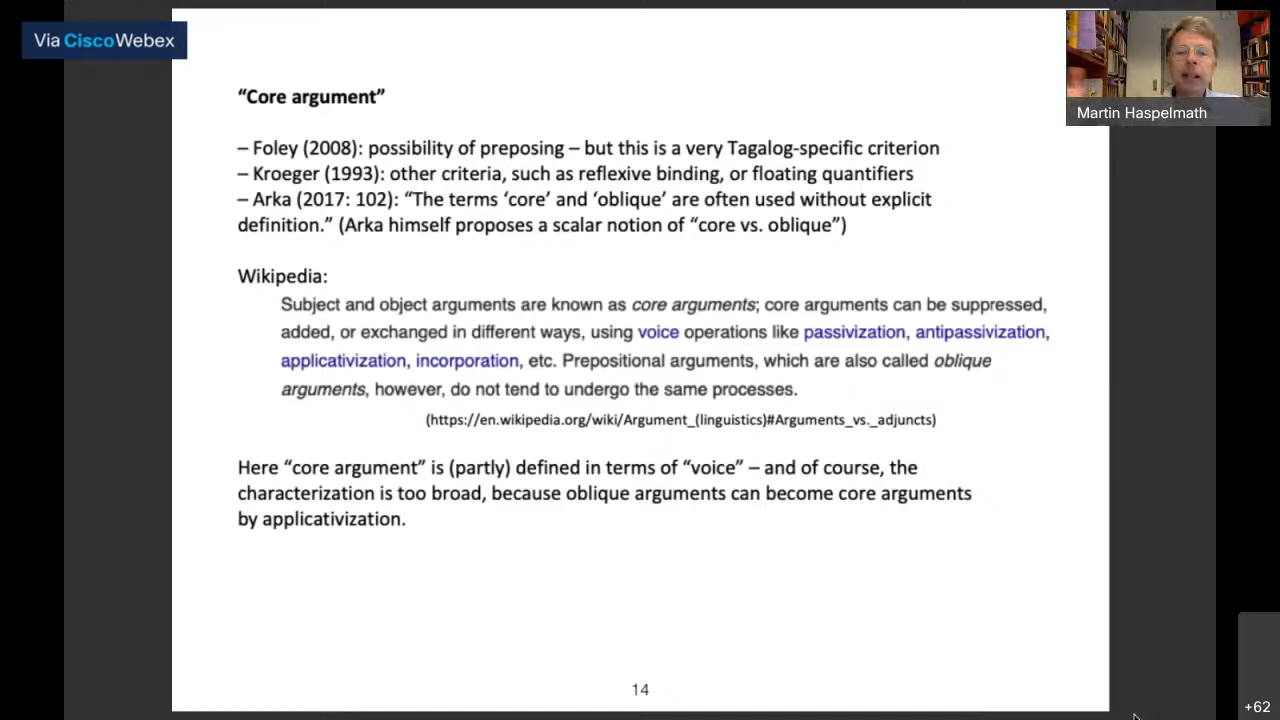 Via CiscoWebex
Martin Haspelmath
“Core argument”
– Foley (2008): possibility of preposing – but this is a very Tagalog-specific criterion
– Kroeger (1993): other criteria, such as reflexive binding, or floating quantifiers
– Arka (2017: 102): “The terms ‘core’ and ‘oblique’ are often used without explicit
definition.” (Arka himself proposes a scalar notion of “core vs. oblique”)
Wikipedia:
Subject and object arguments are known as core arguments; core arguments can be suppressed,
added, or exchanged in different ways, using voice operations like passivization, antipassivization,
applicativization, incorporation, etc. Prepositional arguments, which are also called oblique
arguments, however, do not tend to undergo the same processes.
(https://en.wikipedia.org/wiki/Argument_(linguistics)#Arguments_vs._adjuncts)
Here “core argument” is (partly) defined in terms of “voice” – and of course, the
characterization is too broad, because oblique arguments can become core arguments
by applicativization.
14
+62